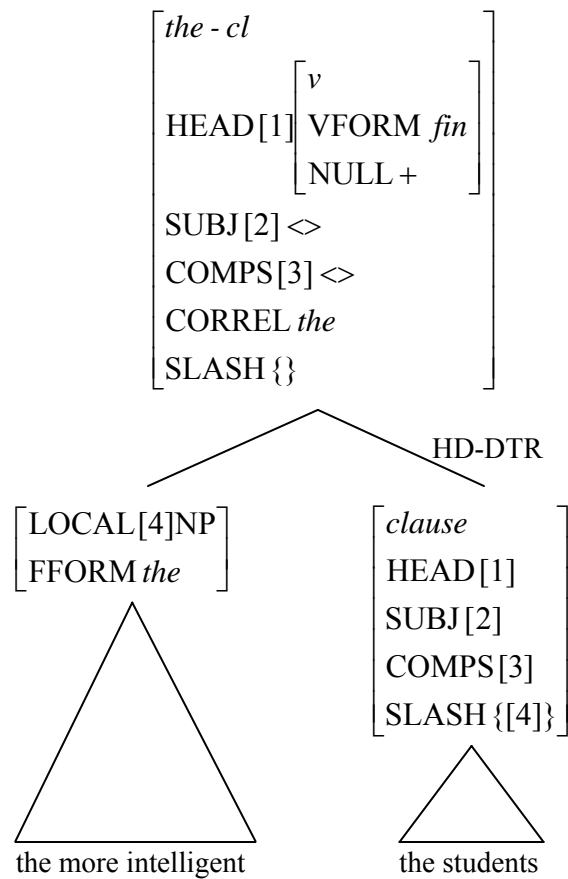 the - cl
HEAD[1] v
VFORM fin
NULL +
SUBJ[2] <>
COMPS[3] <>
CORREL the
SLASH {}
HD-DTR
LOCAL[4]NP
FFORM the
clause
HEAD[1]
SUBJ[2]
COMPS[3]
SLASH {[4]}
the more intelligent
the students